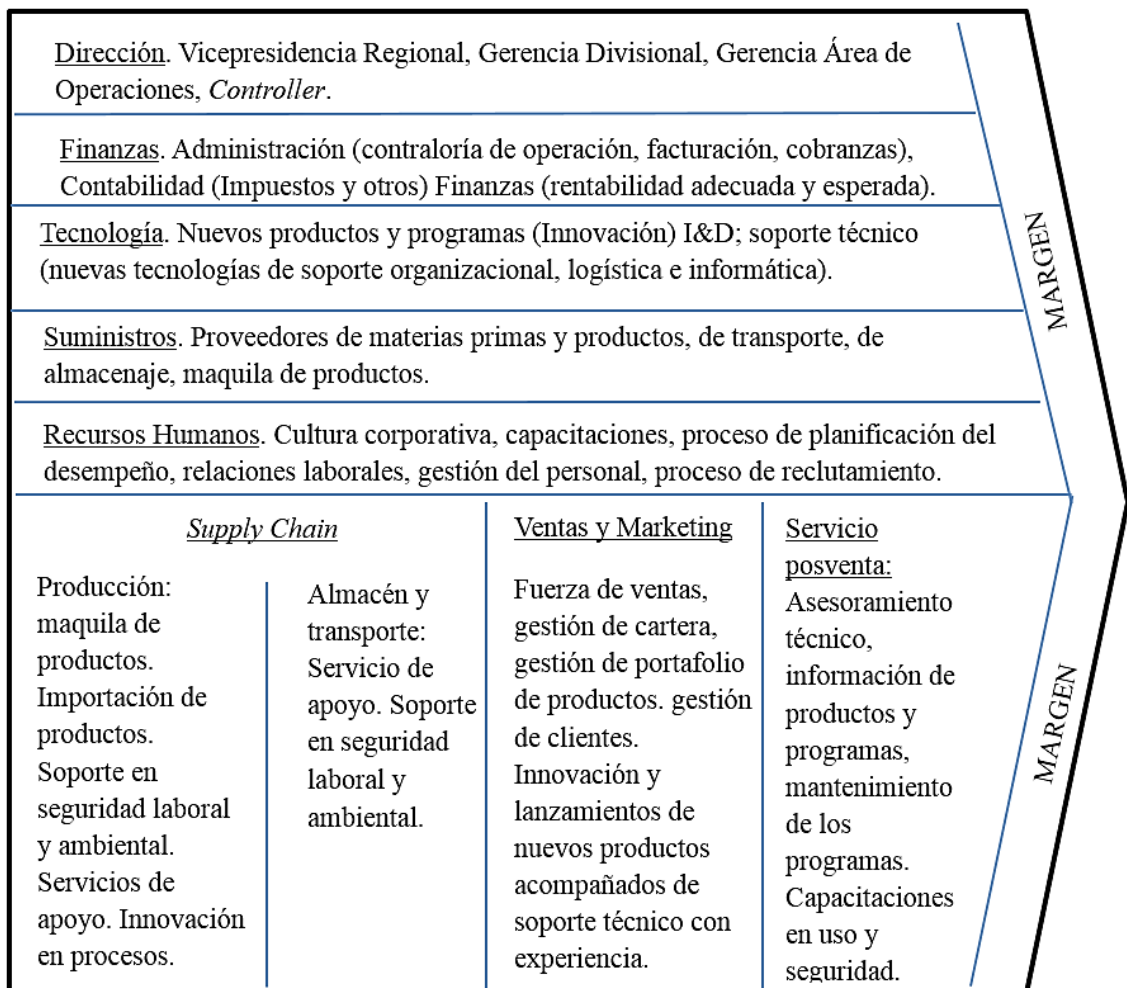 Dirección. Vicepresidencia Regional, Gerencia Divisional, Gerencia Área de
Operaciones, Controller.
Finanzas. Administración (contraloría de operación, facturación, cobranzas),
Contabilidad (Impuestos y otros) Finanzas (rentabilidad adecuada y esperada).
Tecnología. Nuevos productos y programas (Innovación) I&D; soporte técnico
(nuevas tecnologías de soporte organizacional, logística e informática).
Suministros. Proveedores de materias primas y productos, de transporte, de
almacenaje, maquila de productos.
Recursos Humanos. Cultura corporativa, capacitaciones, proceso de planificación del
desempeño, relaciones laborales, gestión del personal, proceso de reclutamiento.
MARGEN
Supply Chain
Producción:
maquila de
productos.
Importación de
productos.
Soporte en
seguridad laboral
y ambiental.
Servicios de
apoyo. Innovación
en procesos.
Almacén y
transporte:
Servicio de
apoyo. Soporte
en seguridad
laboral y
ambiental.
Ventas y Marketing
Fuerza de ventas,
gestión de cartera,
gestión de portafolio
de productos. gestión
de clientes.
Innovación y
lanzamientos de
nuevos productos
acompañados de
soporte técnico con
experiencia.
Servicio
posventa:
Asesoramiento
técnico,
información de
productos y
programas,
mantenimiento
de los
programas.
Capacitaciones
en uso y
seguridad.
MARGEN